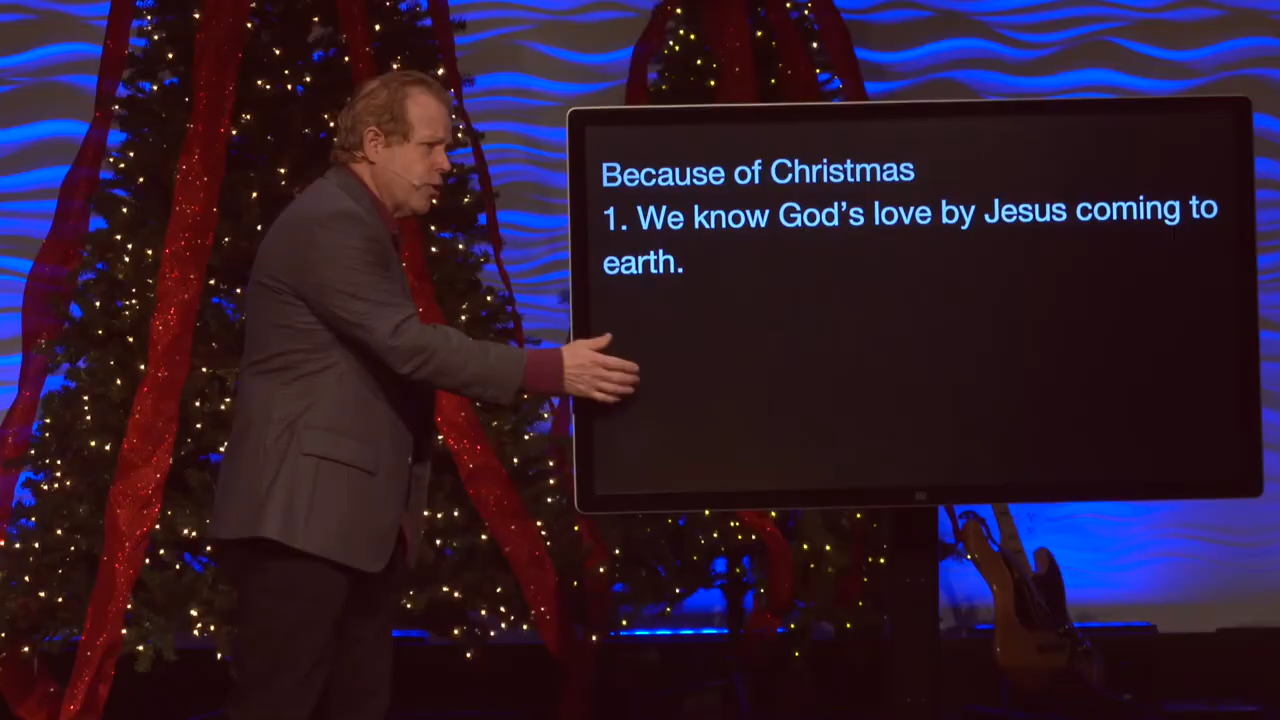 Because of Christmas
1. We know God’s love by Jesus coming to
earth.